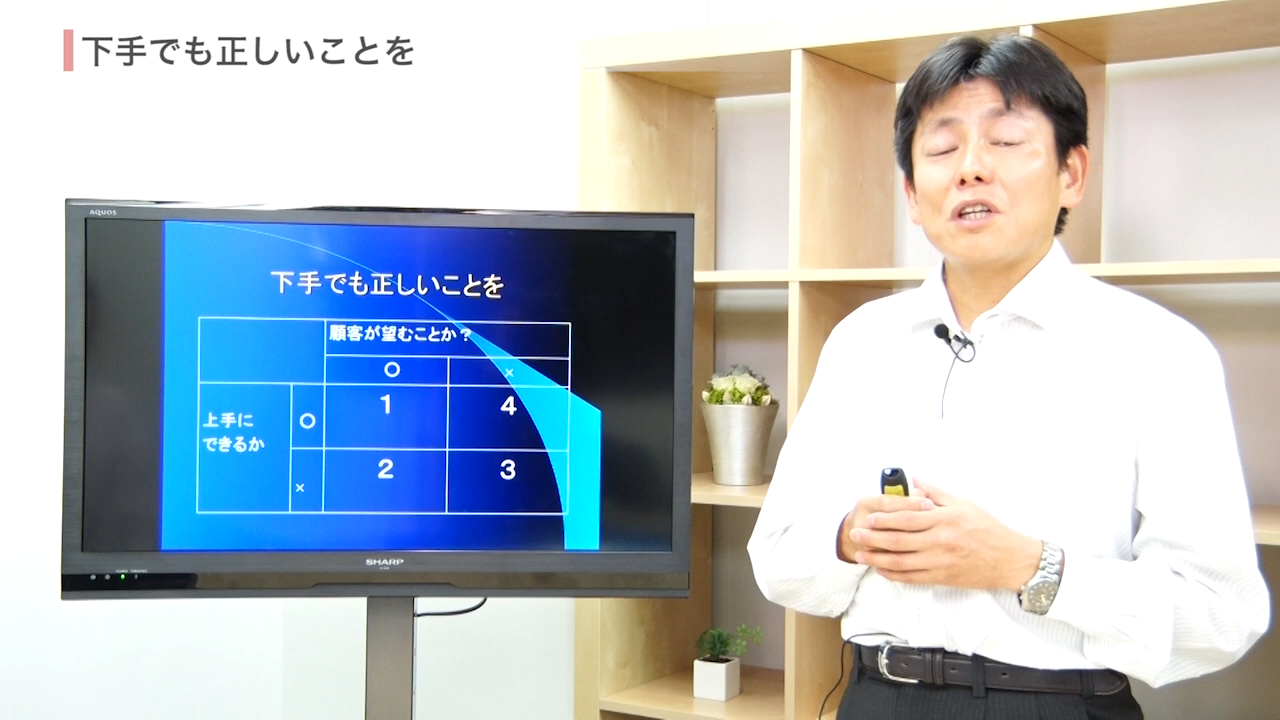 下手でも正しいことを
AQUOS
下手でも正しいことを
顧客が望むことか？
○ ×
上手に
できるか
○ 1 4
× 2 3
SHARP